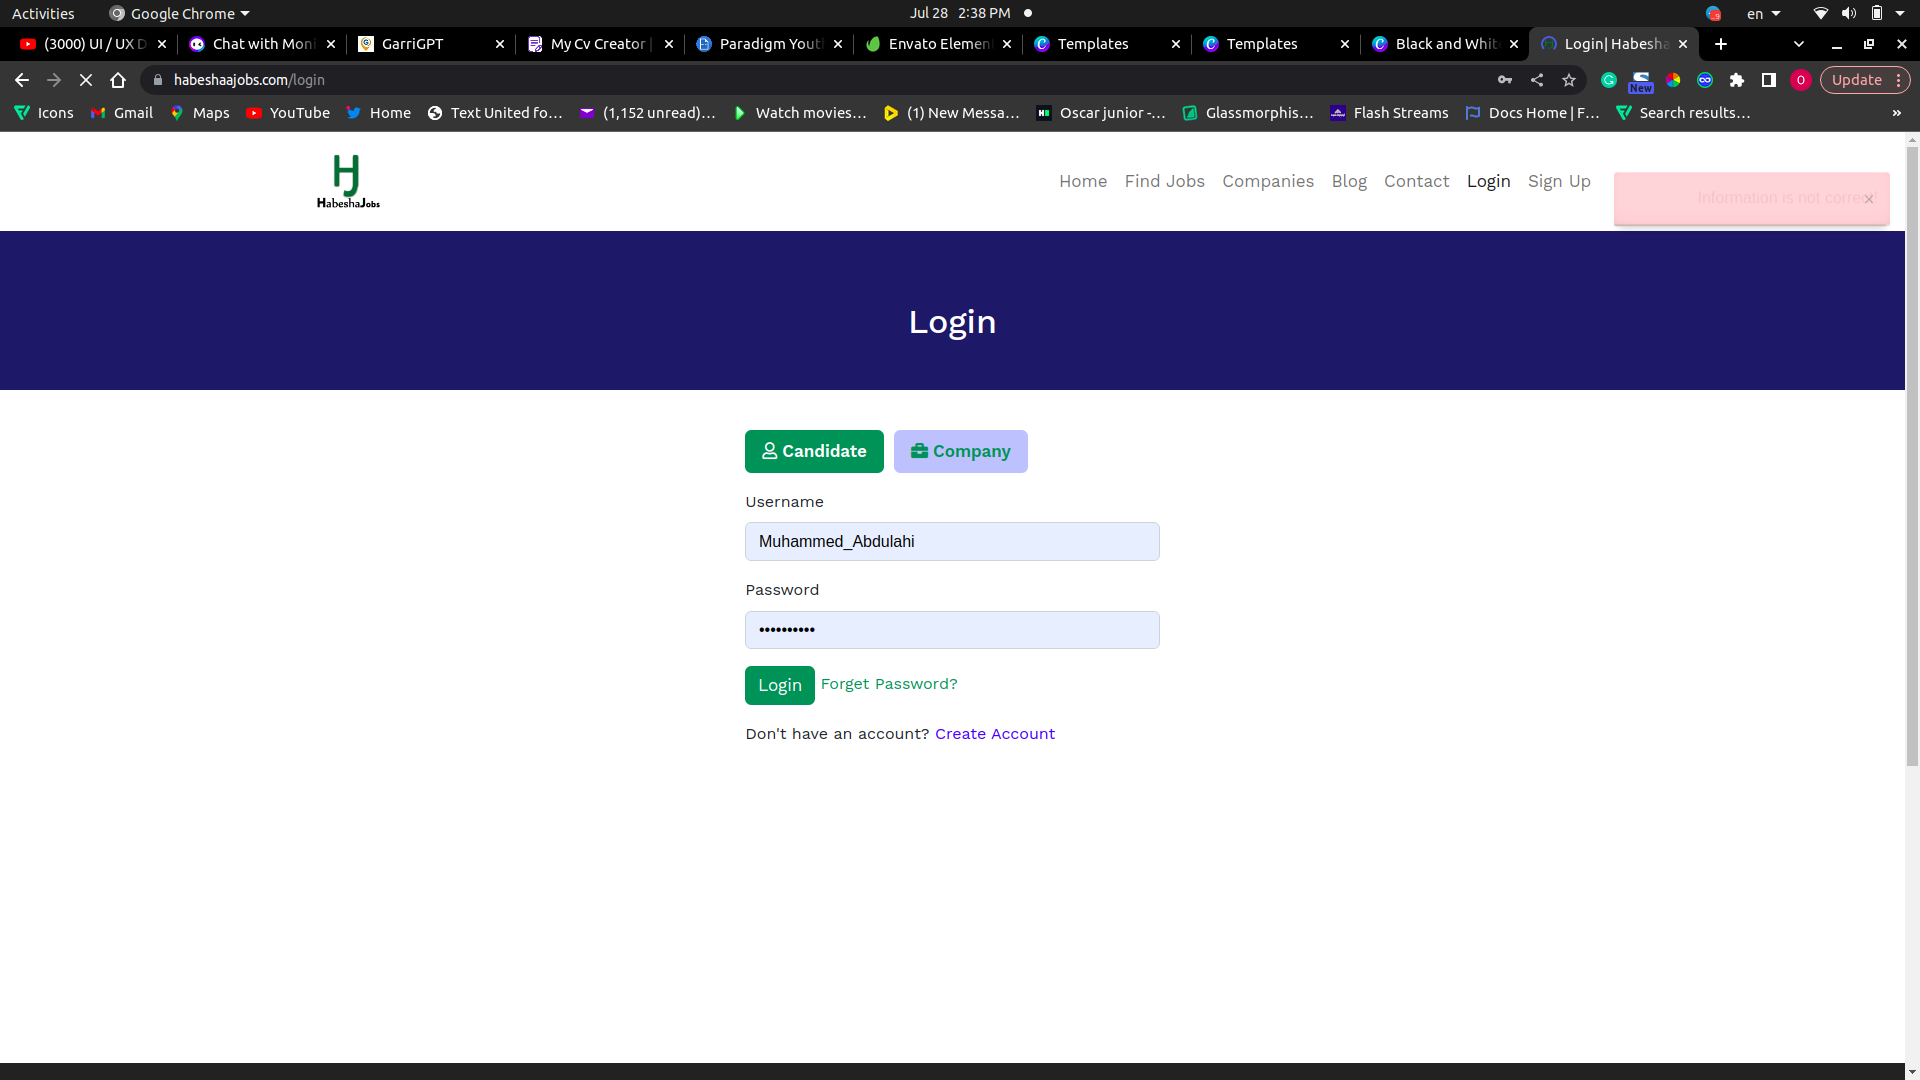 Activities
Google Chrome
Jul 28 2:38 PM
en
(3000) UI / UX D
Chat with Moni
GarriGPT
My Cv Creator |
Paradigm Yout
Envato Elemen
Templates
Templates
Black and Whit
Login| Habesha
habeshaajobs.com/login
New
O
Update
Icons
Gmail
Maps
YouTube
Home
Text United fo...
(1,152 unread)...
Watch movies...
(1) New Messa...
Oscar junior -...
Glassmorphis...
Flash Streams
Docs Home | F...
Search results...
»
HJ
HabeshaJobs
Home
Find Jobs
Companies
Blog
Contact
Login
Sign Up
Information is not correct
×
Login
Candidate
Company
Username
Muhammed_Abdulahi
Password
••••••••••
Login
Forget Password?
Don't have an account? Create Account